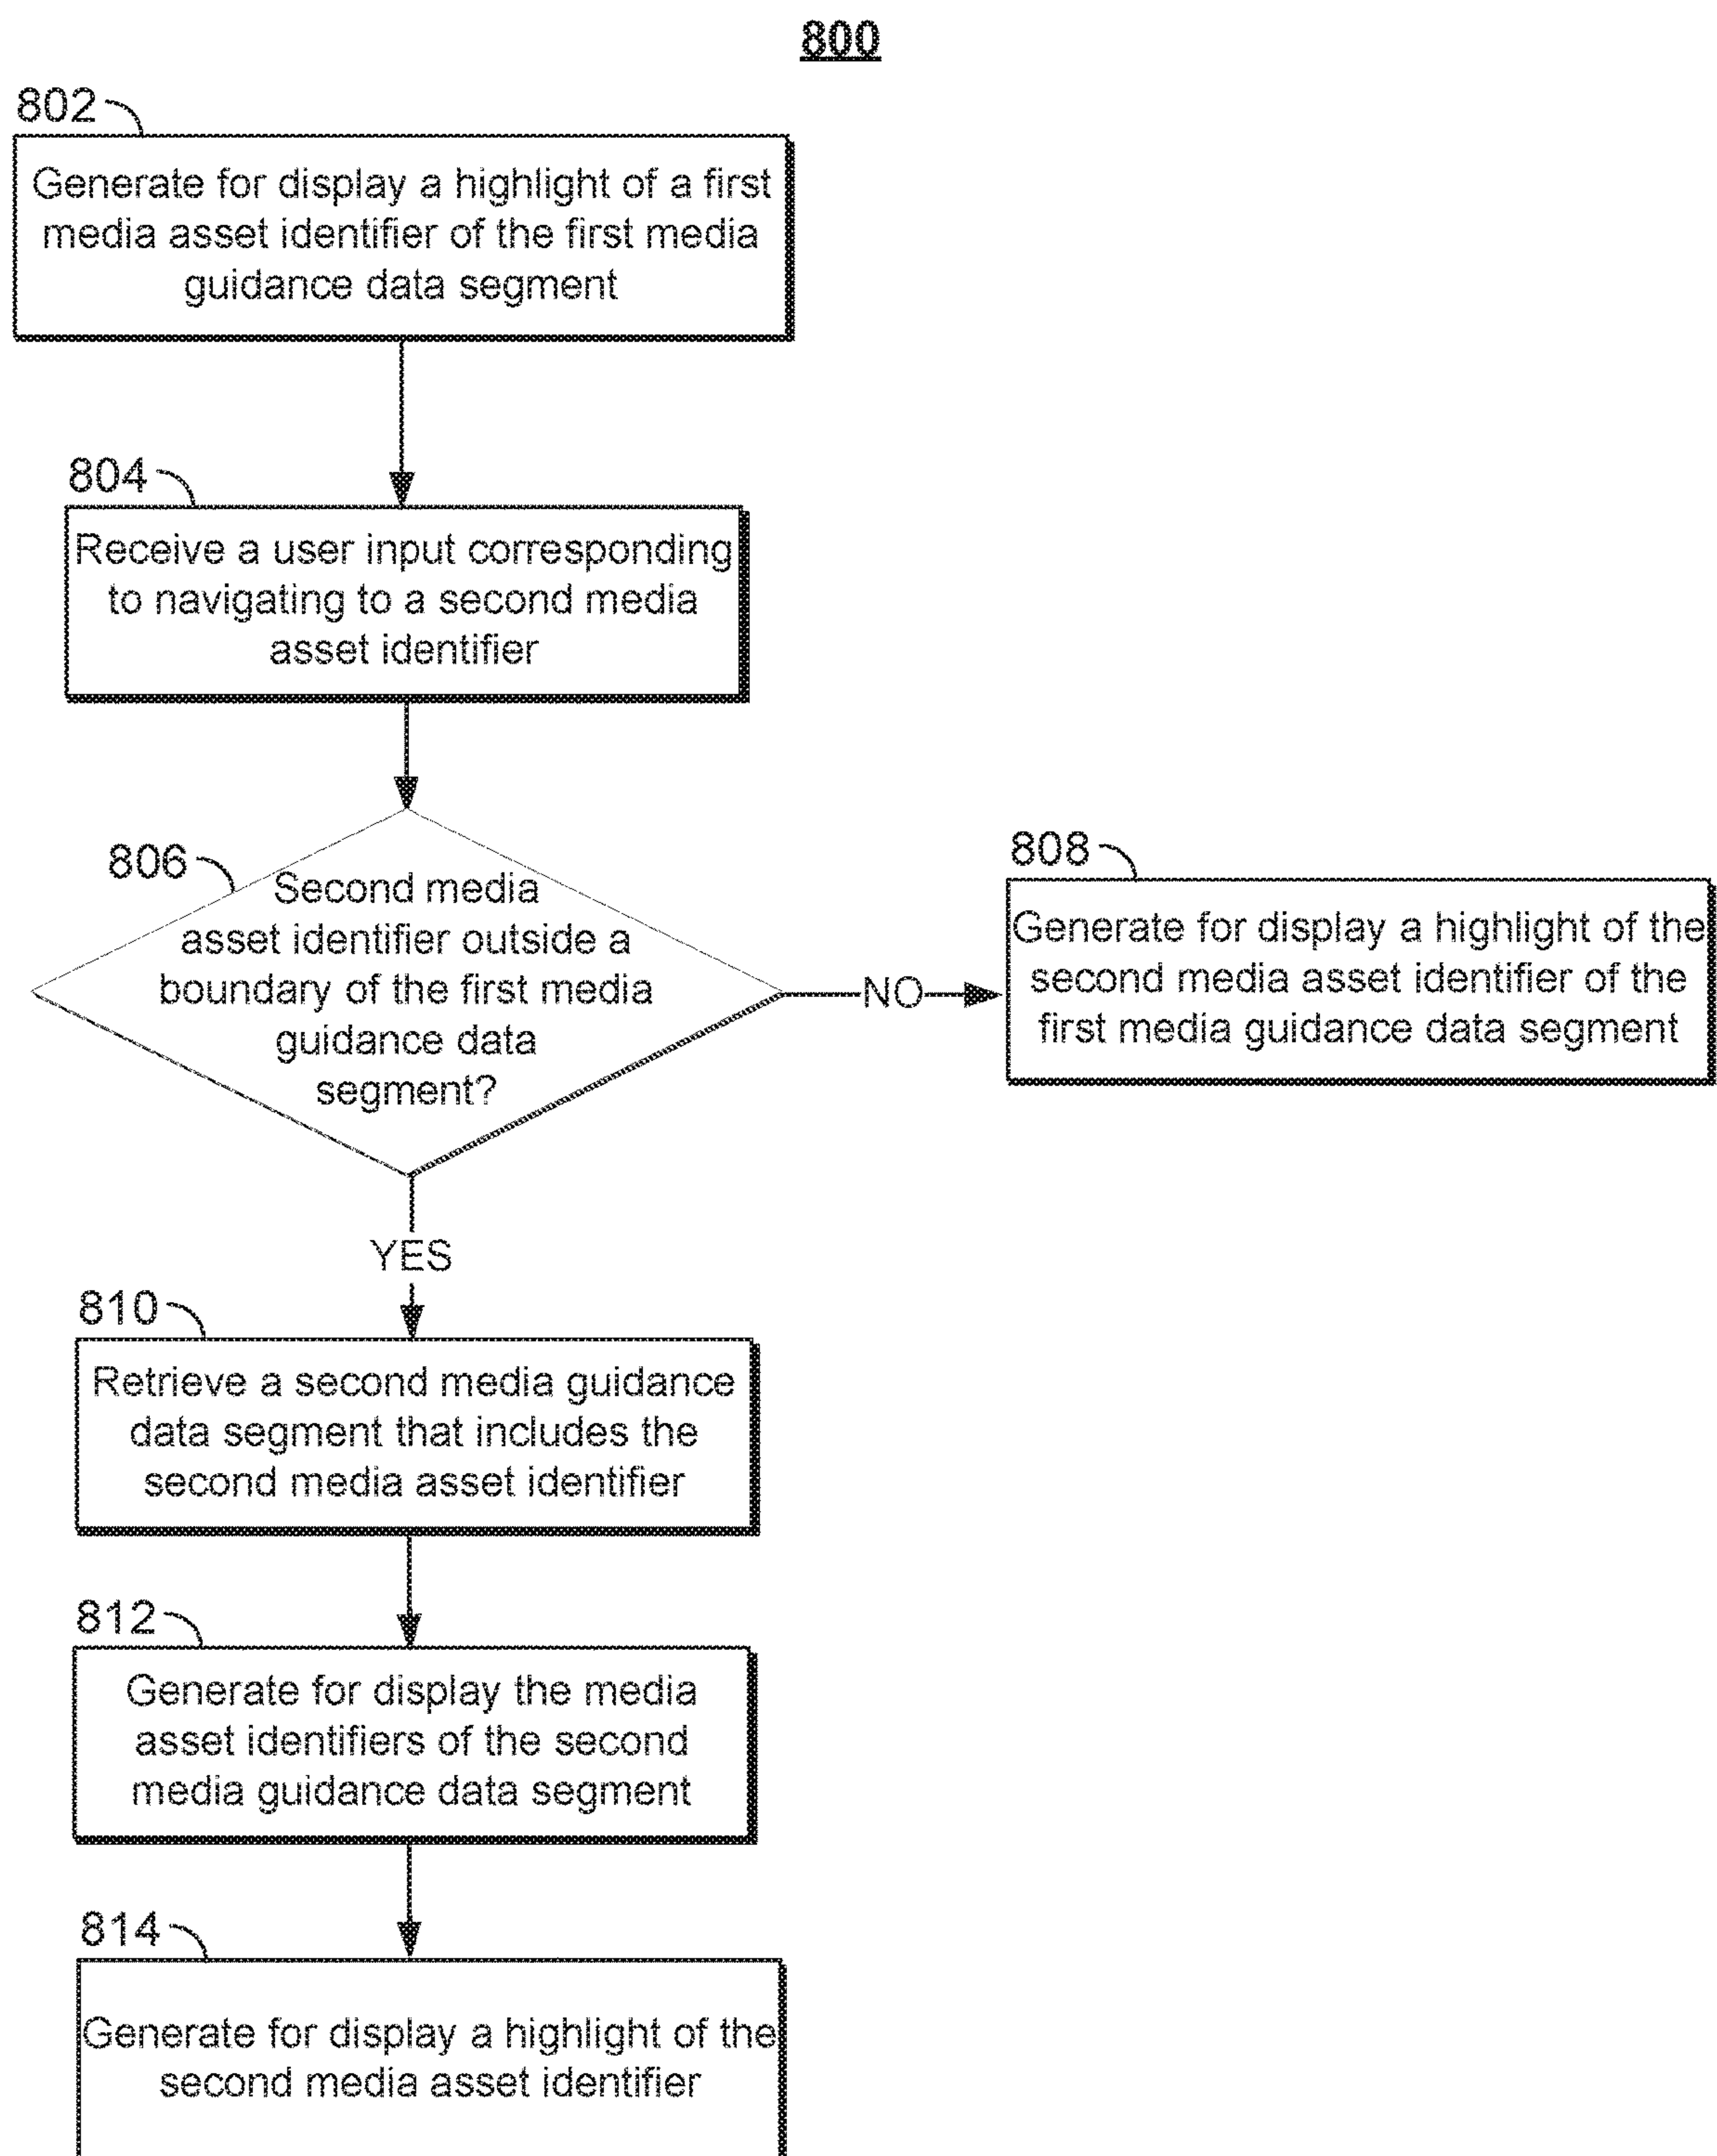 800
802
Generate for display a highlight of a first
media asset identifier of the first media
guidance data segment
804
Receive a user input corresponding
to navigating to a second media
asset identifier
806
Second media
asset identifier outside a
boundary of the first media
guidance data
segment?
NO
808
Generate for display a highlight of the
second media asset identifier of the
first media guidance data segment
YES
810
Retrieve a second media guidance
data segment that includes the
second media asset identifier
812
Generate for display the media
asset identifiers of the second
media guidance data segment
814
Generate for display a highlight of the
second media asset identifier